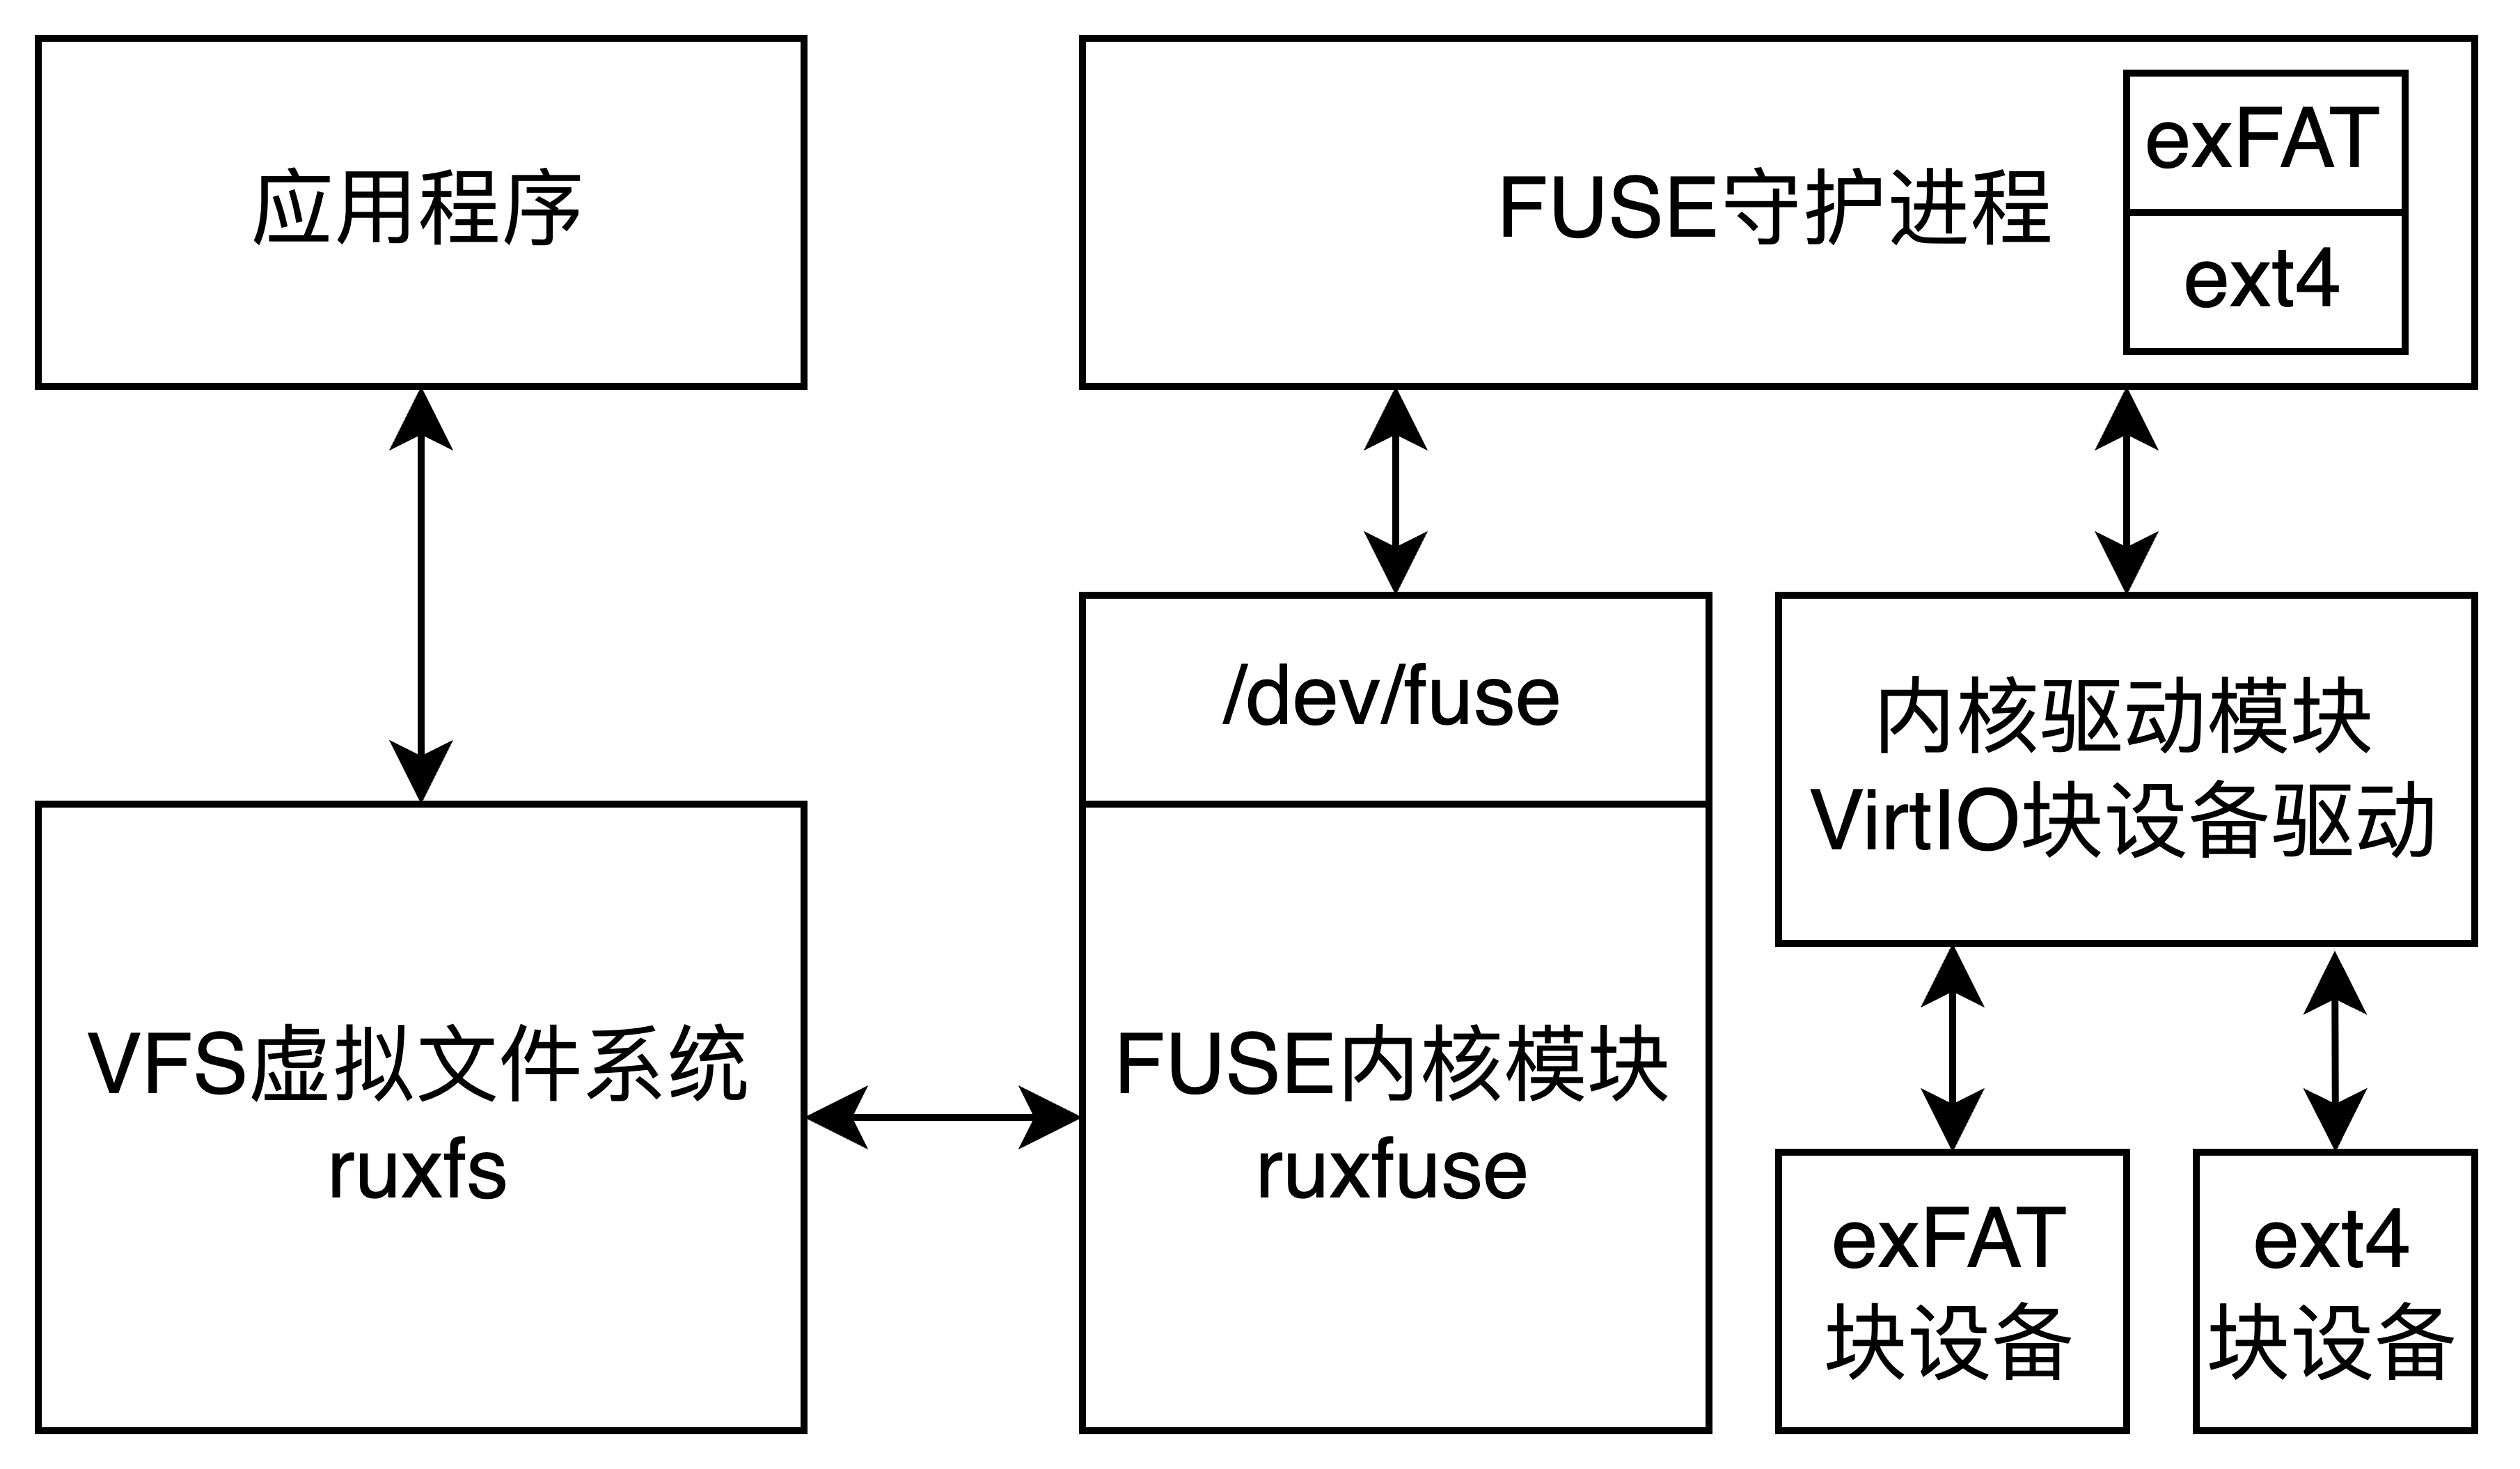 应用程序
FUSE守护进程
exFAT
ext4
/dev/fuse
内核驱动模块
VirtIO块设备驱动
VFS虚拟文件系统
ruxfs
FUSE内核模块
ruxfuse
exFAT
块设备
ext4
块设备